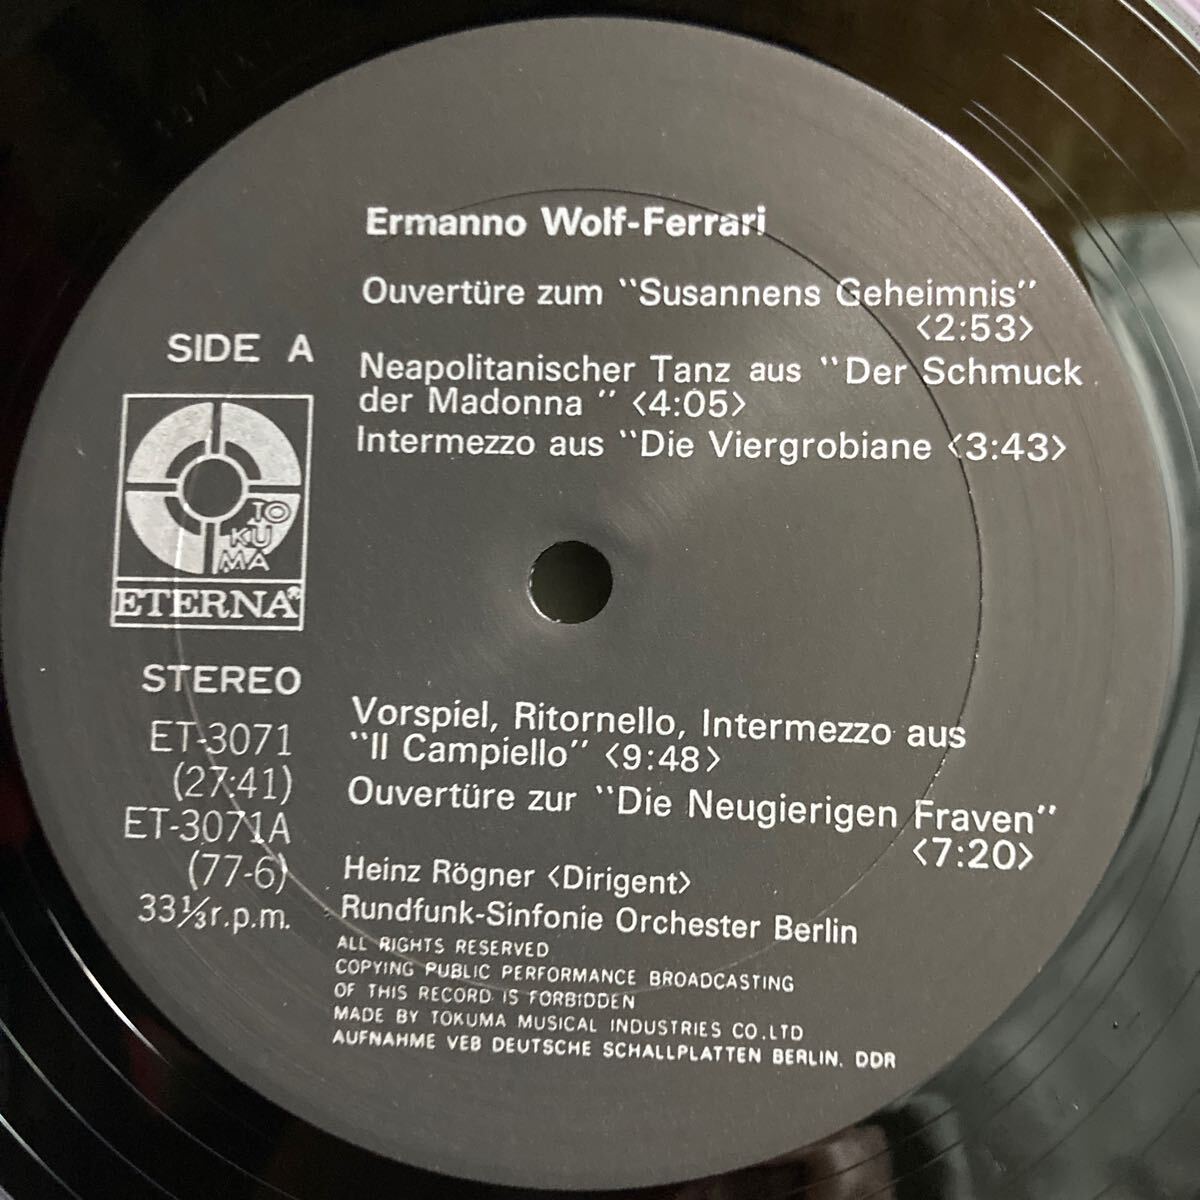 Ermanno Wolf-Ferrari
Ouvertüre zum "Susannens Geheimnis"
<2:53>
Neapolitanischer Tanz aus "Der Schmuck
der Madonna " <4:05>
Intermezzo aus "Die Viergrobiane <3:43>
SIDE A
TO
KU
MA
ETERNA®
STEREO
ET-3071
(27:41)
ET-3071A
(77-6)
33⅓r.p.m.
Vorspiel, Ritornello, Intermezzo aus
"Il Campiello" <9:48>
Ouvertüre zur "Die Neugierigen Fraven"
<7:20>
Heinz Rögner <Dirigent>
Rundfunk-Sinfonie Orchester Berlin
ALL RIGHTS RESERVED
COPYING PUBLIC PERFORMANCE BROADCASTING
OF THIS RECORD IS FORBIDDEN
MADE BY TOKUMA MUSICAL INDUSTRIES CO.,LTD
AUFNAHME VEB DEUTSCHE SCHALLPLATTEN BERLIN. DDR